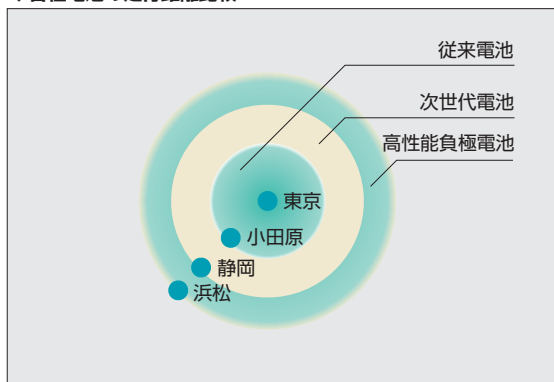 従来電池
次世代電池
高性能負極電池
東京
小田原
静岡
浜松